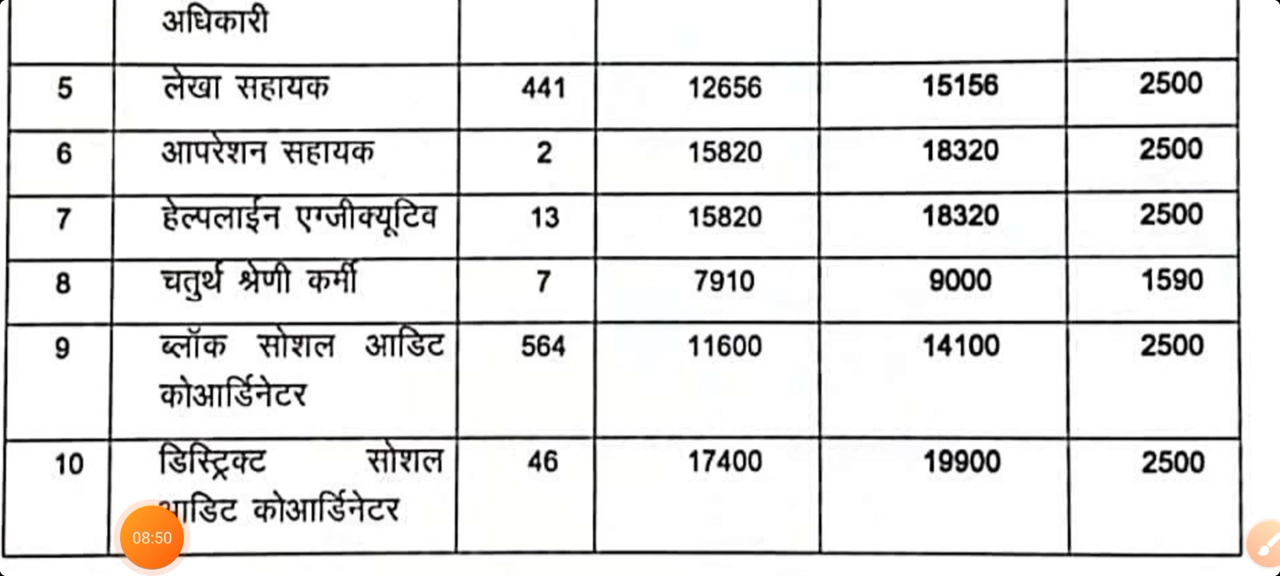 अधिकारी
5 लेखा सहायक 441 12656 15156 2500
6 आपरेशन सहायक 2 15820 18320 2500
7 हेल्पलाईन एग्जीक्यूटिव 13 15820 18320 2500
8 चतुर्थ श्रेणी कर्मी 7 7910 9000 1590
9 ब्लॉक सोशल आडिट 564 11600 14100 2500
कोआर्डिनेटर
10 डिस्ट्रिक्ट सोशल 46 17400 19900 2500
आडिट कोआर्डिनेटर
08:50